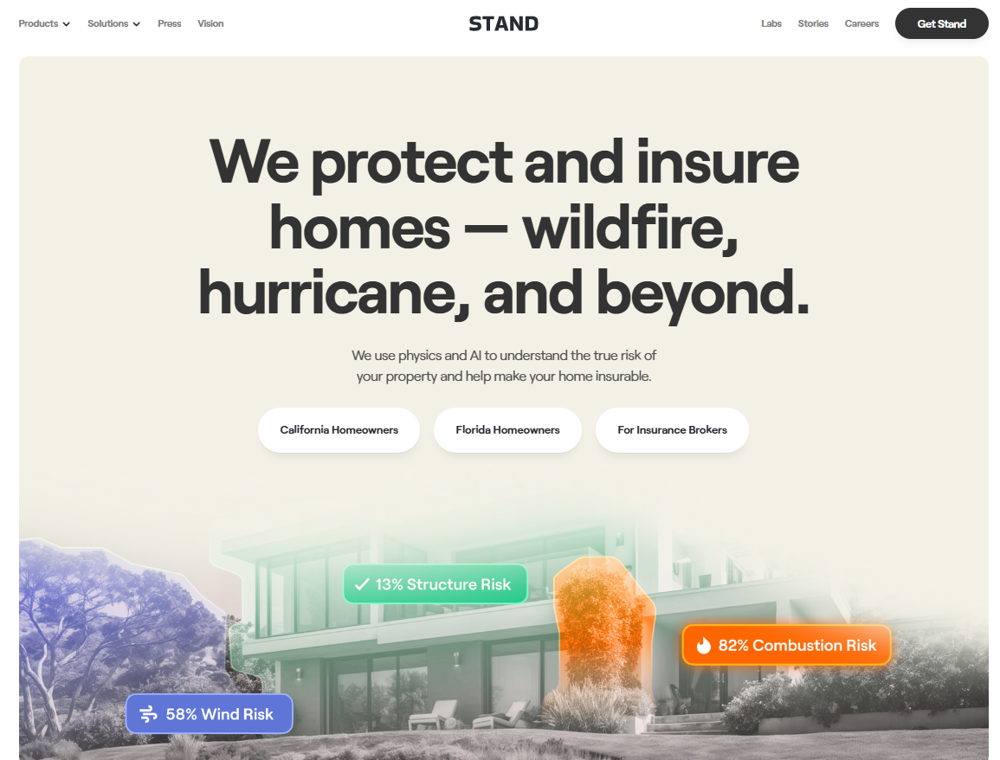 Products
Solutions
Press
Vision
STAND
Labs
Stories
Careers
Get Stand
We protect and insure
homes — wildfire,
hurricane, and beyond.
We use physics and AI to understand the true risk of
your property and help make your home insurable.
California Homeowners
Florida Homeowners
For Insurance Brokers
13% Structure Risk
82% Combustion Risk
58% Wind Risk